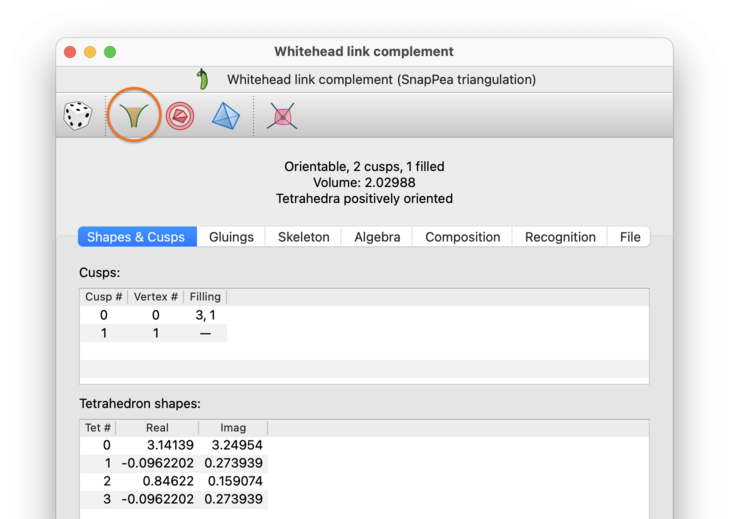 Whitehead link complement
Whitehead link complement (SnapPea triangulation)
Orientable, 2 cusps, 1 filled
Volume: 2.02988
Tetrahedra positively oriented
Shapes & Cusps Gluings Skeleton Algebra Composition Recognition File
Cusps:
Cusp # Vertex # Filling
0 0 3, 1
1 1 —
Tetrahedron shapes:
Tet # Real Imag
0 3.14139 3.24954
1 -0.0962202 0.273939
2 0.84622 0.159074
3 -0.0962202 0.273939